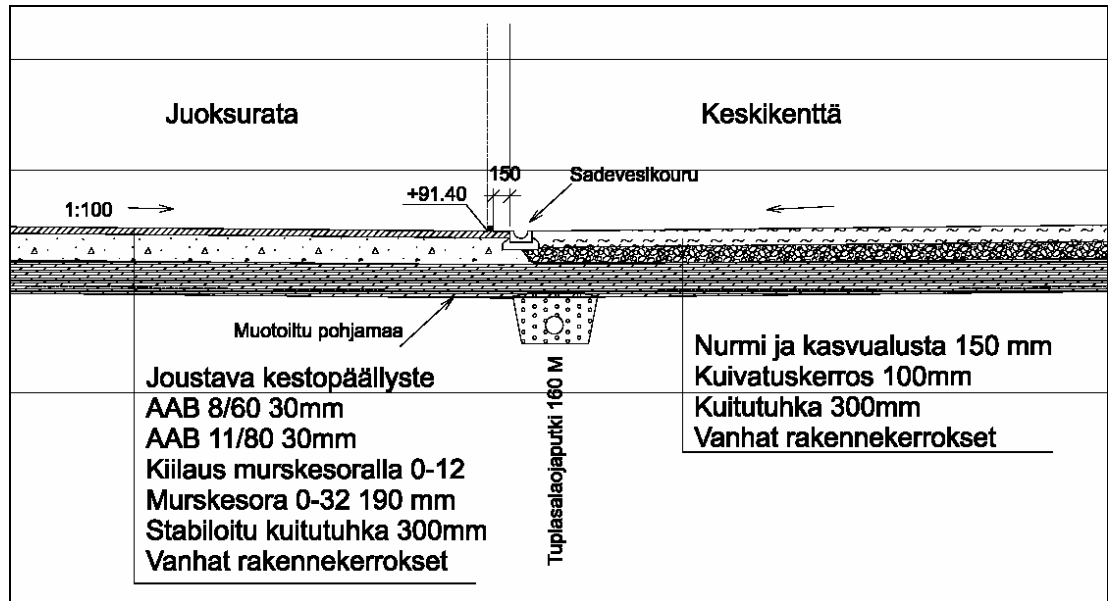 Juoksurata
Keskikenttä
150
Sadevesikouru
+91.40
1:100
Muotoiltu pohjamaa
Joustava kestopäällyste
AAB 8/60 30mm
AAB 11/80 30mm
Kiilaus murskesoralla 0-12
Murskesora 0-32 190 mm
Stabiloitu kuitutuhka 300mm
Vanhat rakennekerrokset
Tuplasalaojaputki 160 M
Nurmi ja kasvualusta 150 mm
Kuivatuskerros 100mm
Kuitutuhka 300mm
Vanhat rakennekerrokset